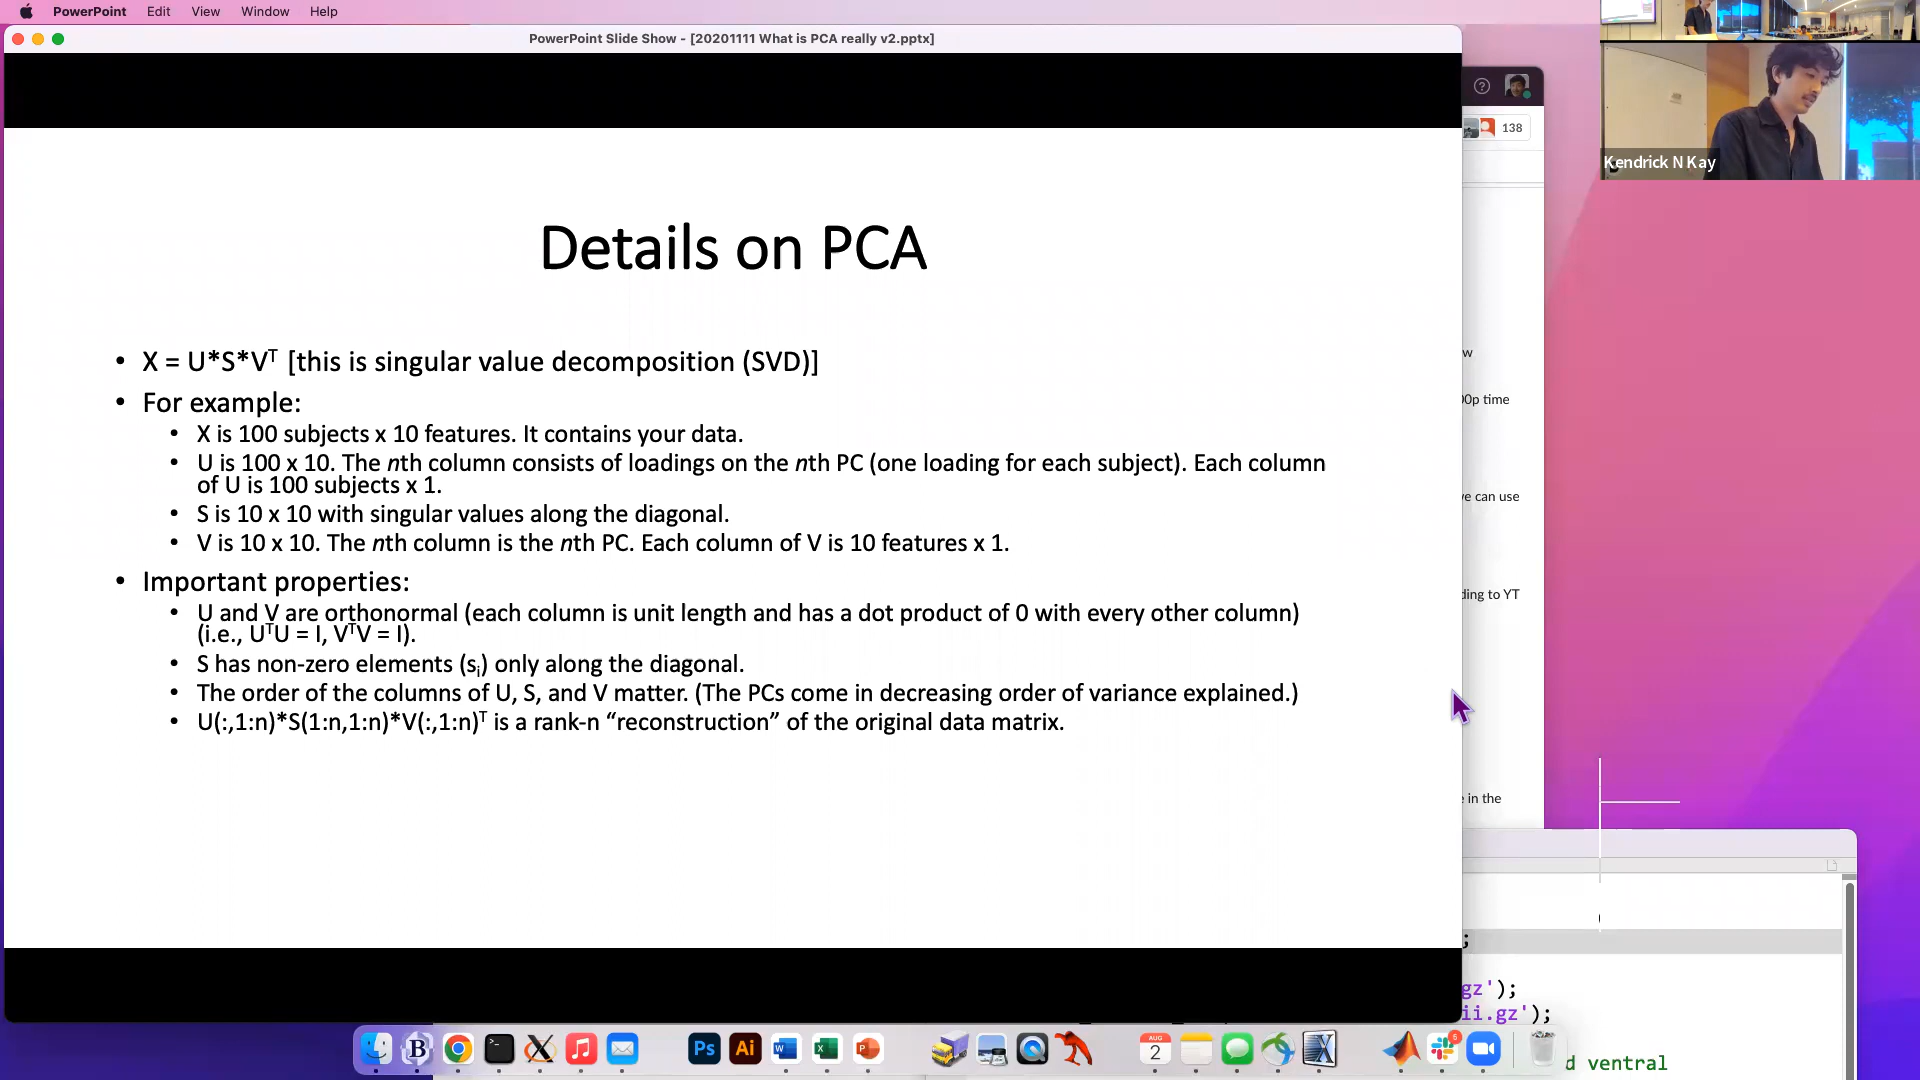 PowerPoint Edit View Window Help
PowerPoint Slide Show - [20201111 What is PCA really v2.pptx]
138
Kendrick N Kay
Details on PCA
• X = U*S*Vᵀ [this is singular value decomposition (SVD)]
• For example:
• X is 100 subjects x 10 features. It contains your data.
• U is 100 x 10. The nth column consists of loadings on the nth PC (one loading for each subject). Each column
of U is 100 subjects x 1.
• S is 10 x 10 with singular values along the diagonal.
• V is 10 x 10. The nth column is the nth PC. Each column of V is 10 features x 1.
• Important properties:
• U and V are orthonormal (each column is unit length and has a dot product of 0 with every other column)
(i.e., UᵀU = I, VᵀV = I).
• S has non-zero elements (sᵢ) only along the diagonal.
• The order of the columns of U, S, and V matter. (The PCs come in decreasing order of variance explained.)
• U(:,1:n)*S(1:n,1:n)*V(:,1:n)ᵀ is a rank-n “reconstruction” of the original data matrix.
w
00p time
ve can use
ding to YT
e in the
;
gz');
ii.gz');
d ventral
Ps Ai
AUG
2
6